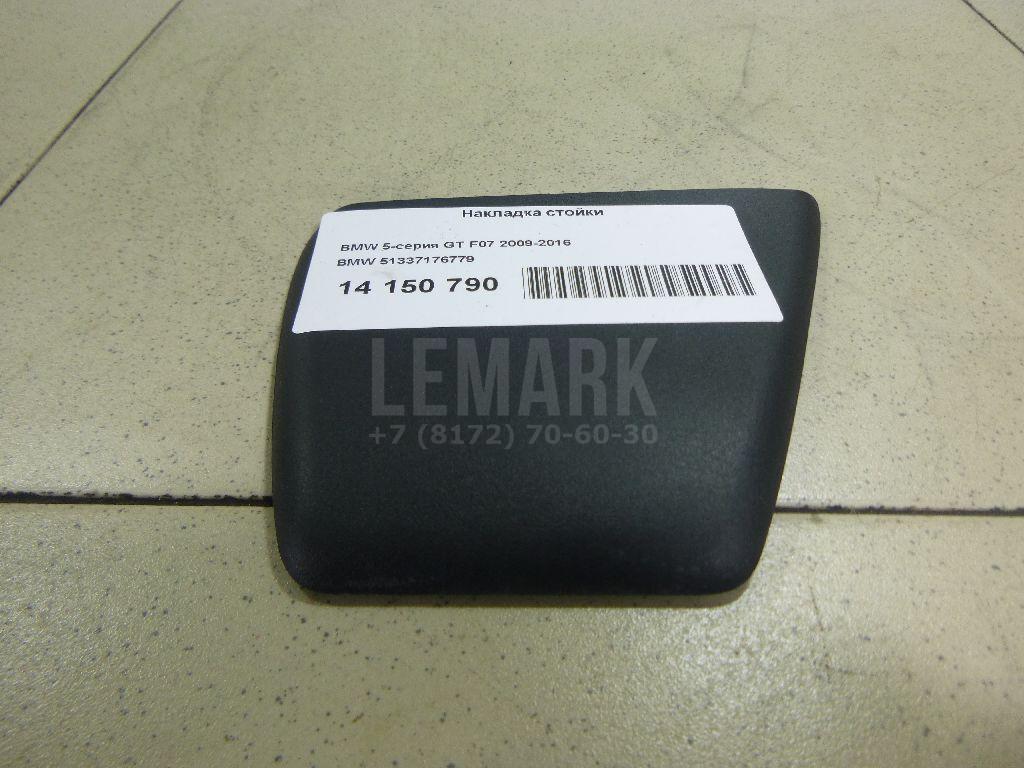 Накладка стойки
BMW 5-серия GT F07 2009-2016
BMW 51337176779
14 150 790
LEMARK
+7 (8172) 70-60-30